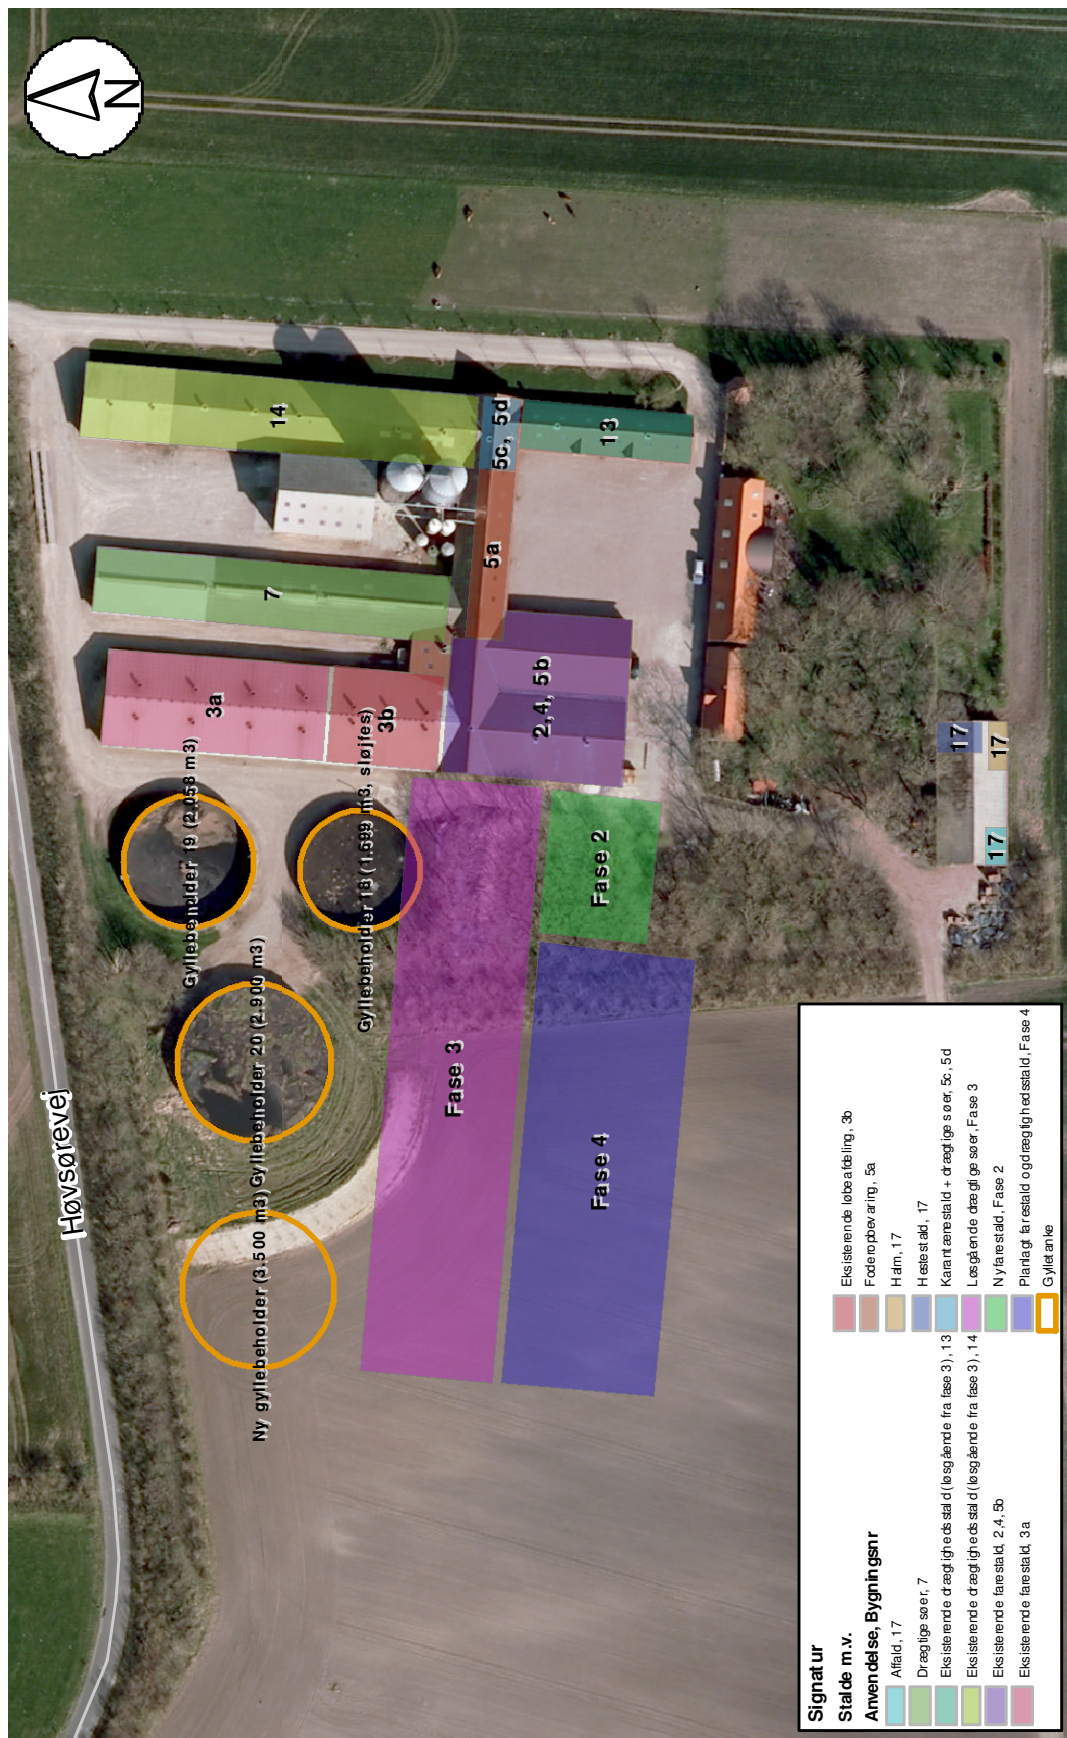 N
Høvsørevej
14
5c, 5d
13
7
5a
3a
3b
2,4, 5b
Gyllebeholder 19 (2.058 m3)
Gyllebeholder 18 (1.699 m3, sløjfes)
Gyllebeholder 20 (2.900 m3)
Ny gyllebeholder (3.500 m3)
Fase 2
Fase 3
Fase 4
17
17
17
Signatur
Stalde m.v.
Anvendelse, Bygningsnr
Affald, 17
Drægtige søer, 7
Eksisterende drægtighedsstald (løsgående fra fase 3), 13
Eksisterende drægtighedsstald (løsgående fra fase 3), 14
Eksisterende farestald, 2,4, 5b
Eksisterende farestald, 3a
Eksisterende løbeafdeling, 3b
Foderopbevaring, 5a
Halm, 17
Hestestald, 17
Karantænestald + drægtige søer, 5c, 5d
Løsgående drægtige søer, Fase 3
Ny farestald, Fase 2
Planlagt farestald og drægtighedsstald, Fase 4
Gylletanke